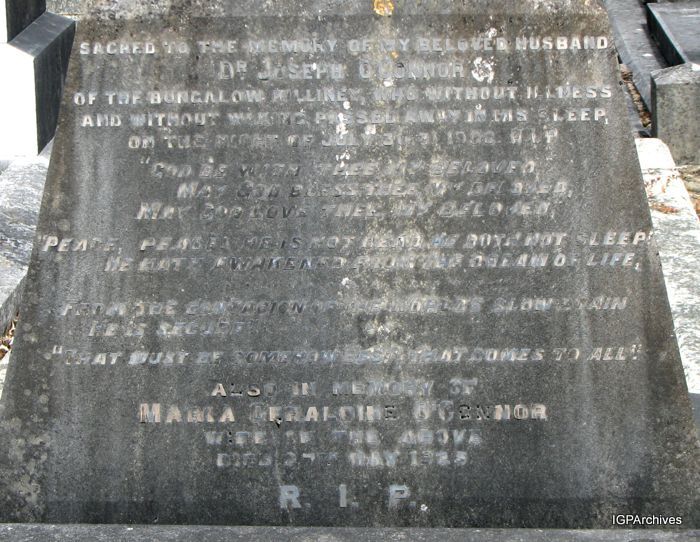 SACRED TO THE MEMORY OF MY BELOVED HUSBAND
DR JOSEPH O'CONNOR
OF THE BUNGALOW KILLINEY, WHO WITHOUT ILLNESS
AND WITHOUT WAKING PASSED AWAY IN HIS SLEEP,
ON THE NIGHT OF JULY R.I.P.
"GOD BE WITH THEE MY BELOVED,
MAY GOD BLESS THEE, MY BELOVED,
MAY GOD LOVE THEE, MY BELOVED,"
"PEACE, PEACE! HE IS NOT DEAD HE DOTH NOT SLEEP!
HE HATH AWAKENED FROM THE DREAM OF LIFE,
FROM THE CONTAGION OF THE WORLD'S SLOW STAIN
HE IS SECURE"
"THAT MUST BE SOMEHOW BEST THAT COMES TO ALL"
ALSO IN MEMORY OF
MARIA GERALDINE O'CONNOR
WIFE OF THE ABOVE
DIED 27TH MAY
R. I. P.
IGPArchives